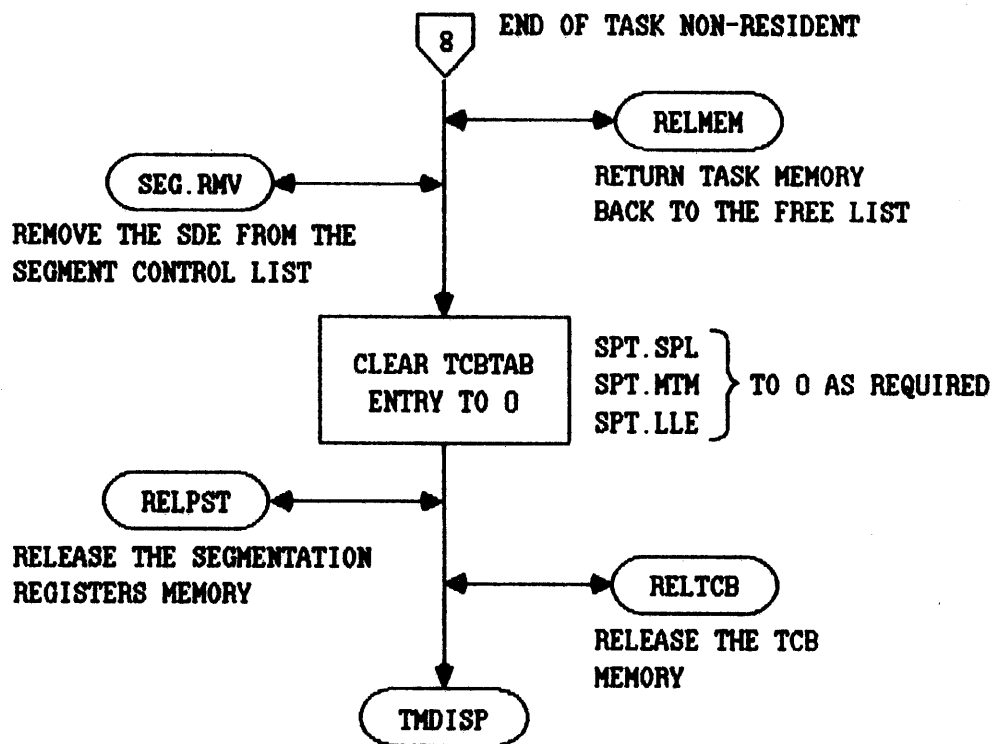 8
END OF TASK NON-RESIDENT
RELMEM
RETURN TASK MEMORY
BACK TO THE FREE LIST
SEG.RMV
REMOVE THE SDE FROM THE
SEGMENT CONTROL LIST
CLEAR TCBTAB
ENTRY TO 0
SPT.SPL
SPT.MTM
SPT.LLE
TO 0 AS REQUIRED
RELPST
RELEASE THE SEGMENTATION
REGISTERS MEMORY
RELTCB
RELEASE THE TCB
MEMORY
TMDISP